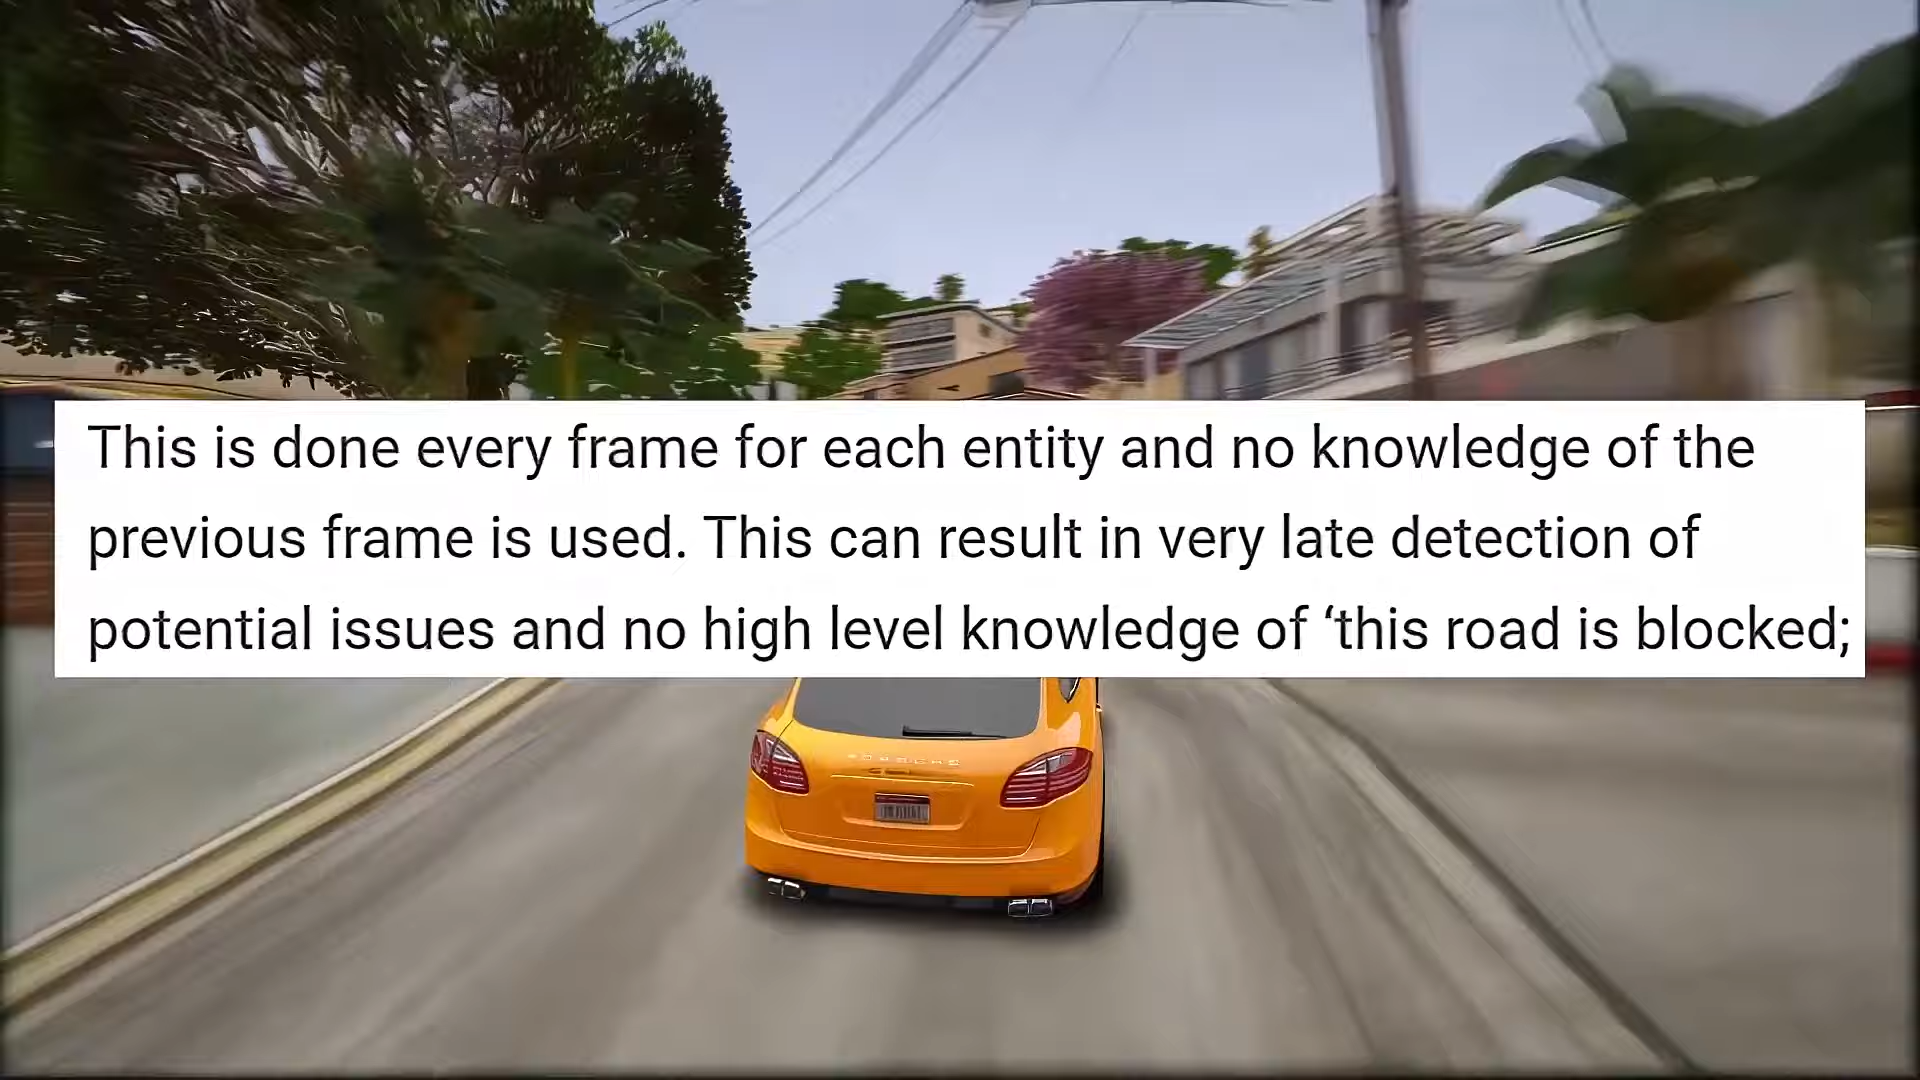 This is done every frame for each entity and no knowledge of the
previous frame is used. This can result in very late detection of
potential issues and no high level knowledge of ‘this road is blocked;
PORSCHE